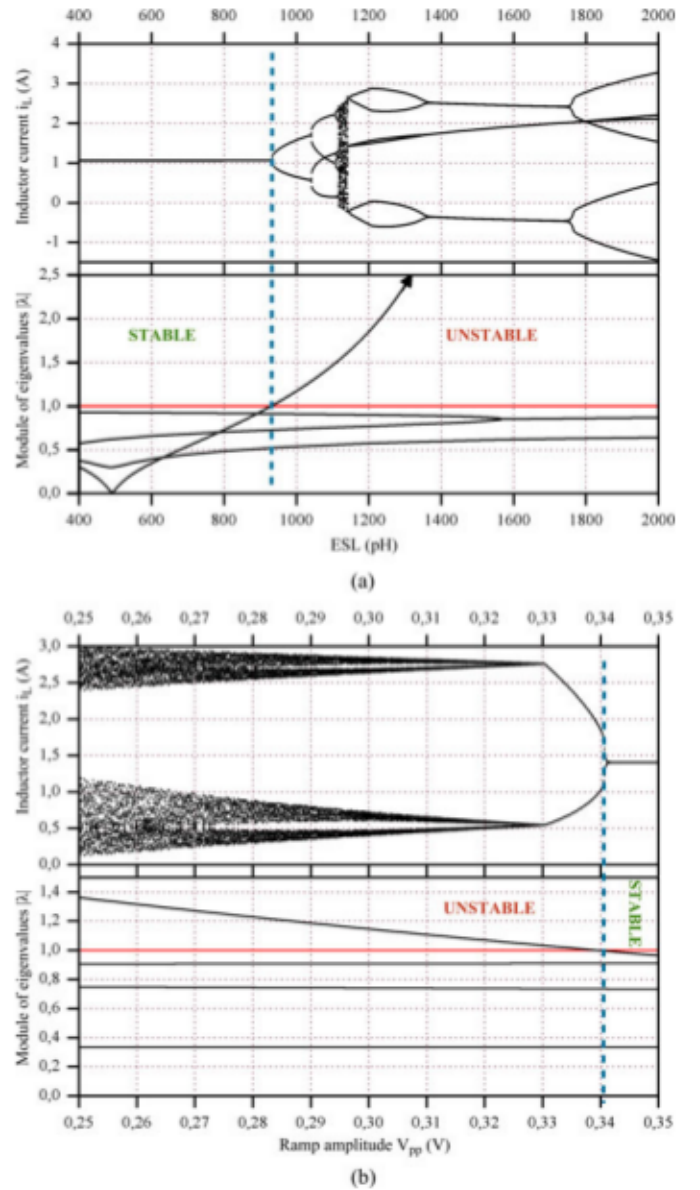 400 600 800 1000 1200 1400 1600 1800 2000
Inductor current iL (A)
4
3
2
1
0
-1
Module of eigenvalues |λ|
2,5
2,0
1,5
1,0
0,5
0,0
STABLE UNSTABLE
400 600 800 1000 1200 1400 1600 1800 2000
ESL (pH)
(a)
0,25 0,26 0,27 0,28 0,29 0,30 0,31 0,32 0,33 0,34 0,35
Inductor current iL (A)
3,0
2,5
2,0
1,5
1,0
0,5
0,0
Module of eigenvalues |λ|
1,4
1,2
1,0
0,8
0,6
0,4
0,2
0,0
UNSTABLE STABLE
0,25 0,26 0,27 0,28 0,29 0,30 0,31 0,32 0,33 0,34 0,35
Ramp amplitude Vpp (V)
(b)